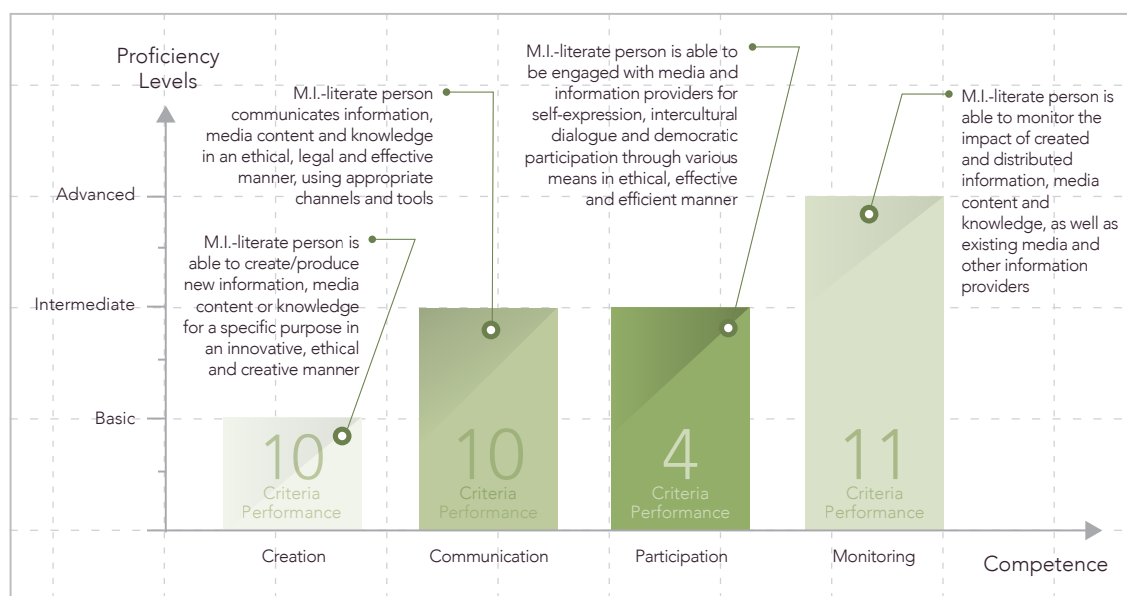 Proficiency
Levels
M.I.-literate person
communicates information,
media content and knowledge
in an ethical, legal and effective
manner, using appropriate
channels and tools
M.I.-literate person is able to
be engaged with media and
information providers for
self-expression, intercultural
dialogue and democratic
participation through various
means in ethical, effective
and efficient manner
M.I.-literate person is
able to monitor the
impact of created
and distributed
information, media
content and
knowledge, as well as
existing media and
other information
providers
M.I.-literate person is
able to create/produce
new information, media
content or knowledge
for a specific purpose in
an innovative, ethical
and creative manner
Advanced
Intermediate
Basic
10
Criteria
Performance
10
Criteria
Performance
4
Criteria
Performance
11
Criteria
Performance
Creation
Communication
Participation
Monitoring
Competence